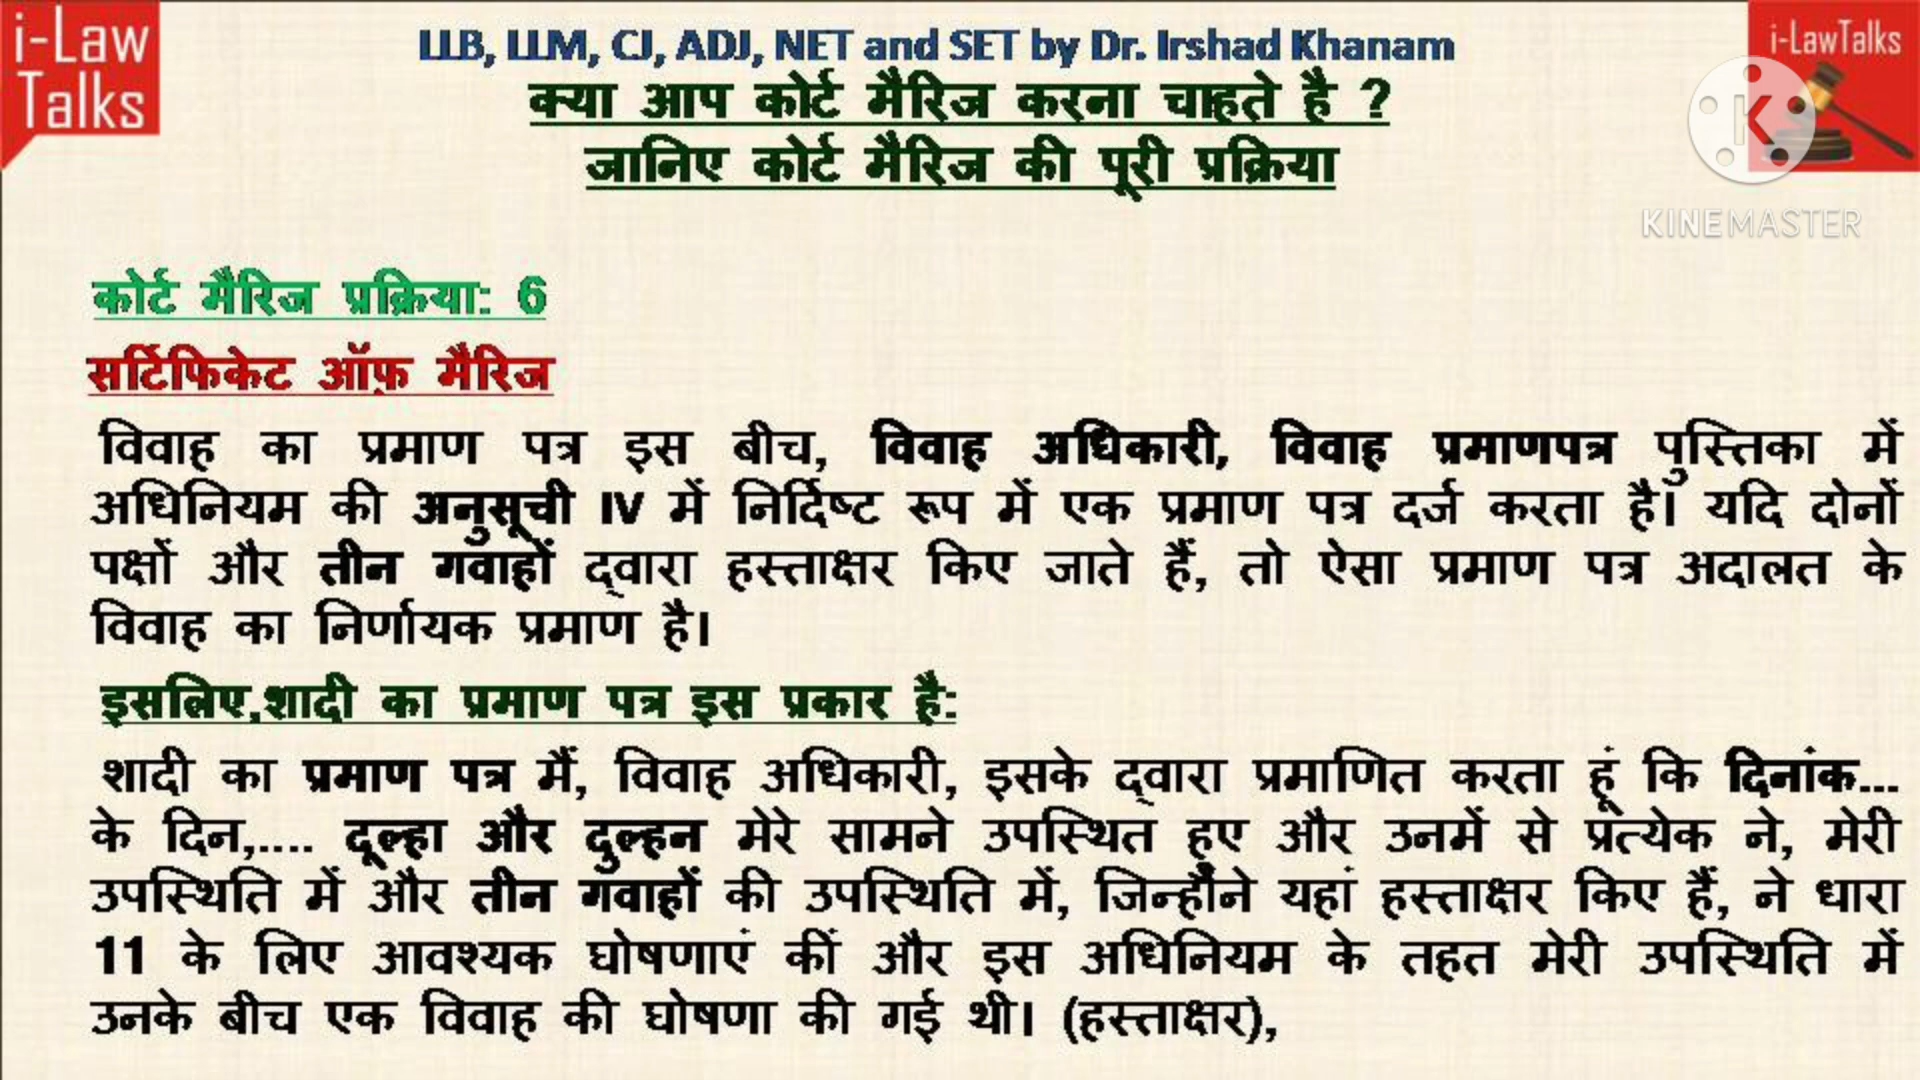 i-Law
Talks
LLB, LLM, CJ, ADJ, NET and SET by Dr. Irshad Khanam
i-LawTalks
क्या आप कोर्ट मैरिज करना चाहते है ?
जानिए कोर्ट मैरिज की पूरी प्रक्रिया
K
KINEMASTER
कोर्ट मैरिज प्रक्रिया: 6
सर्टिफिकेट ऑफ़ मैरिज
विवाह का प्रमाण पत्र इस बीच, विवाह अधिकारी, विवाह प्रमाणपत्र पुस्तिका में
अधिनियम की अनुसूची IV में निर्दिष्ट रूप में एक प्रमाण पत्र दर्ज करता है। यदि दोनों
पक्षों और तीन गवाहों द्वारा हस्ताक्षर किए जाते हैं, तो ऐसा प्रमाण पत्र अदालत के
विवाह का निर्णायक प्रमाण है।
इसलिए,शादी का प्रमाण पत्र इस प्रकार है:
शादी का प्रमाण पत्र मैं, विवाह अधिकारी, इसके द्वारा प्रमाणित करता हूं कि दिनांक...
के दिन,.... दूल्हा और दुल्हन मेरे सामने उपस्थित हुए और उनमें से प्रत्येक ने, मेरी
उपस्थिति में और तीन गवाहों की उपस्थिति में, जिन्होंने यहां हस्ताक्षर किए हैं, ने धारा
11 के लिए आवश्यक घोषणाएं कीं और इस अधिनियम के तहत मेरी उपस्थिति में
उनके बीच एक विवाह की घोषणा की गई थी। (हस्ताक्षर),